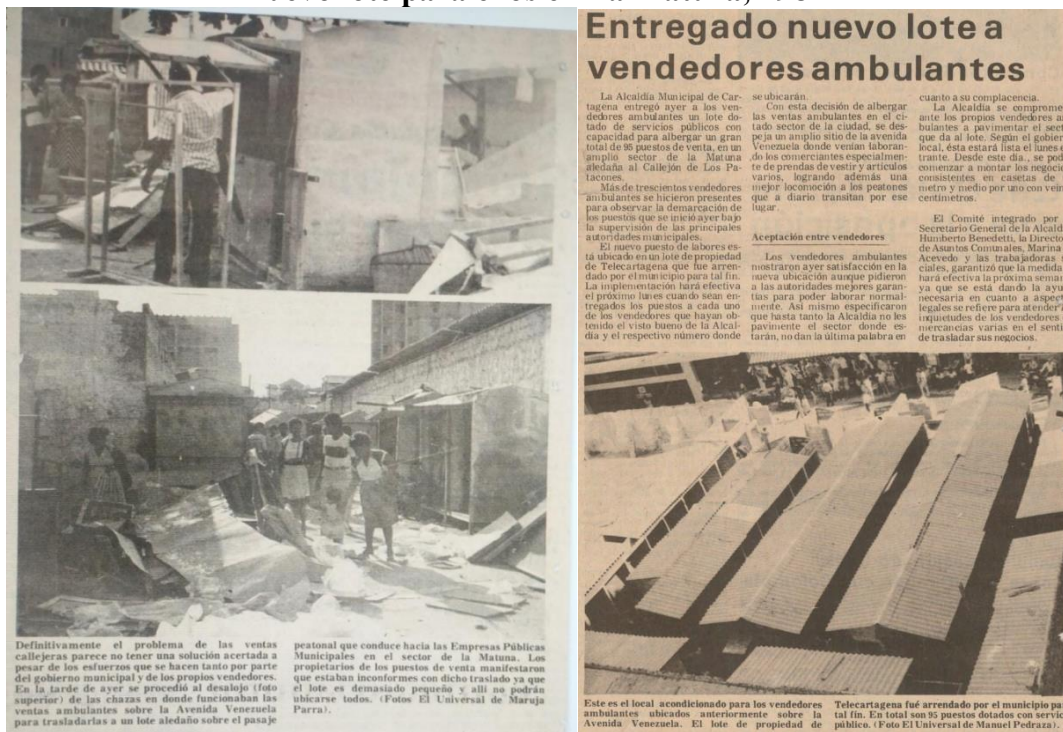 Definitivamente el problema de las ventas
callejeras parece no tener una solución acertada a
pesar de los esfuerzos que se hacen tanto por parte
del gobierno municipal y de los propios vendedores.
En la tarde de ayer se procedió al desalojo (foto
superior) de las chazas en donde funcionaban las
ventas ambulantes sobre la Avenida Venezuela
para trasladarlas a un lote aledaño sobre el pasaje
peatonal que conduce hacia las Empresas Públicas
Municipales en el sector de la Matuna. Los
propietarios de los puestos de venta manifestaron
que estaban inconformes con dicho traslado ya que
el lote es demasiado pequeño y allí no podrán
ubicarse todos. (Fotos El Universal de Maruja
Parra).
Entregado nuevo lote a
vendedores ambulantes
La Alcaldía Municipal de Car-
tagena entregó ayer a los ven-
dedores ambulantes un lote do-
tado de servicios públicos con
capacidad para albergar un gran
total de 95 puestos de venta, en un
amplio sector de la Matuna
aledaña al Callejón de Los Pa-
tacones.
Más de trescientos vendedores
ambulantes se hicieron presentes
para observar la demarcación de
los puestos que se inició ayer bajo
la supervisión de las principales
autoridades municipales.
El nuevo puesto de labores es-
tá ubicado en un lote de propiedad
de Telecartagena que fue arren-
dado por el municipio para tal fin.
La implementación hará efectiva
el próximo lunes cuando sean en-
tregados los puestos a cada uno
de los vendedores que hayan ob-
tenido el visto bueno de la Alcal-
día y el respectivo número donde
se ubicarán.
Con esta decisión de albergar
las ventas ambulantes en el ci-
tado sector de la ciudad, se des-
peja un amplio sitio de la avenida
Venezuela donde venían laboran-
do los comerciantes especialmen-
te de prendas de vestir y artículos
varios, logrando además una
mejor locomoción a los peatones
que a diario transitan por ese
lugar.
Aceptación entre vendedores
Los vendedores ambulantes
mostraron ayer satisfacción en la
nueva ubicación aunque pidieron
a las autoridades mejores garan-
tías para poder laborar normal-
mente. Así mismo especificaron
que hasta tanto la Alcaldía no les
pavimente el sector donde es-
tarán, no dan la última palabra en
cuanto a su complacencia.
La Alcaldía se comprom
ante los propios vendedores a
bulantes a pavimentar el sec
que da al lote. Según el gobier
local, ésta estará lista el lunes e
trante. Desde este día., se pod
comenzar a montar los negocio
consistentes en casetas de
metro y medio por uno con vein
centímetros.
El Comité integrado por
Secretario General de la Alcald
Humberto Benedetti, la Direct
de Asuntos Comunales, Marina
Acevedo y las trabajadoras
ciales, garantizó que la medida
hará efectiva la próxima sema
ya que se está dando la ayu
necesaria en cuanto a aspec
legales se refiere para atender
inquietudes de los vendedores
mercancías varias en el senti
de trasladar sus negocios.
Este es el local acondicionado para los vendedores
ambulantes ubicados anteriormente sobre la
Avenida Venezuela. El lote de propiedad de
Telecartagena fué arrendado por el municipio pa
tal fin. En total son 95 puestos dotados con servic
público. (Foto El Universal de Manuel Pedraza).